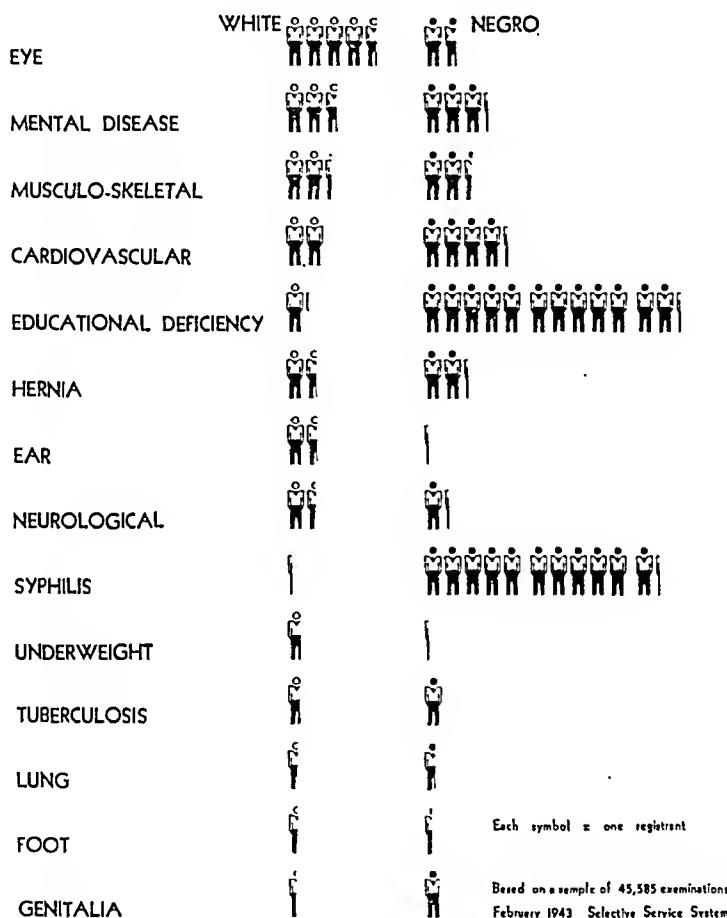 WHITE NEGRO
EYE
MENTAL DISEASE
MUSCULO-SKELETAL
CARDIOVASCULAR
EDUCATIONAL DEFICIENCY
HERNIA
EAR
NEUROLOGICAL
SYPHILIS
UNDERWEIGHT
TUBERCULOSIS
LUNG
Each symbol = one registrant
FOOT
Based on a sample of 45,585 examinations
GENITALIA February 1943 Selective Service System